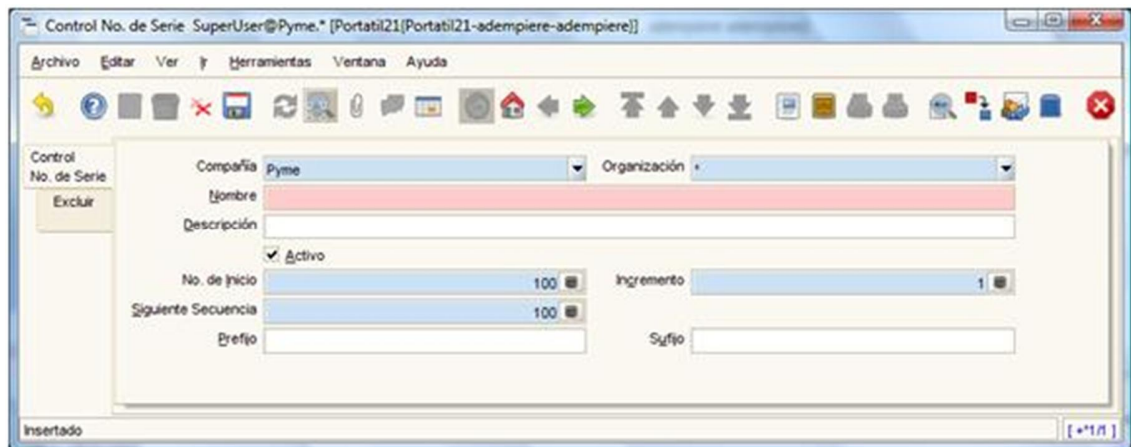 Control No. de Serie SuperUser@Pyme.* [Portatil21{Portatil21-adempiere-adempiere}]
Archivo Editar Ver Ir Herramientas Ventana Ayuda
Control
No. de Serie
Excluir
Compañía Pyme Organización *
Nombre
Descripción
Activo
No. de Inicio 100 Incremento 1
Siguiente Secuencia 100
Prefijo Sufijo
Insertado [ +*1/1 ]